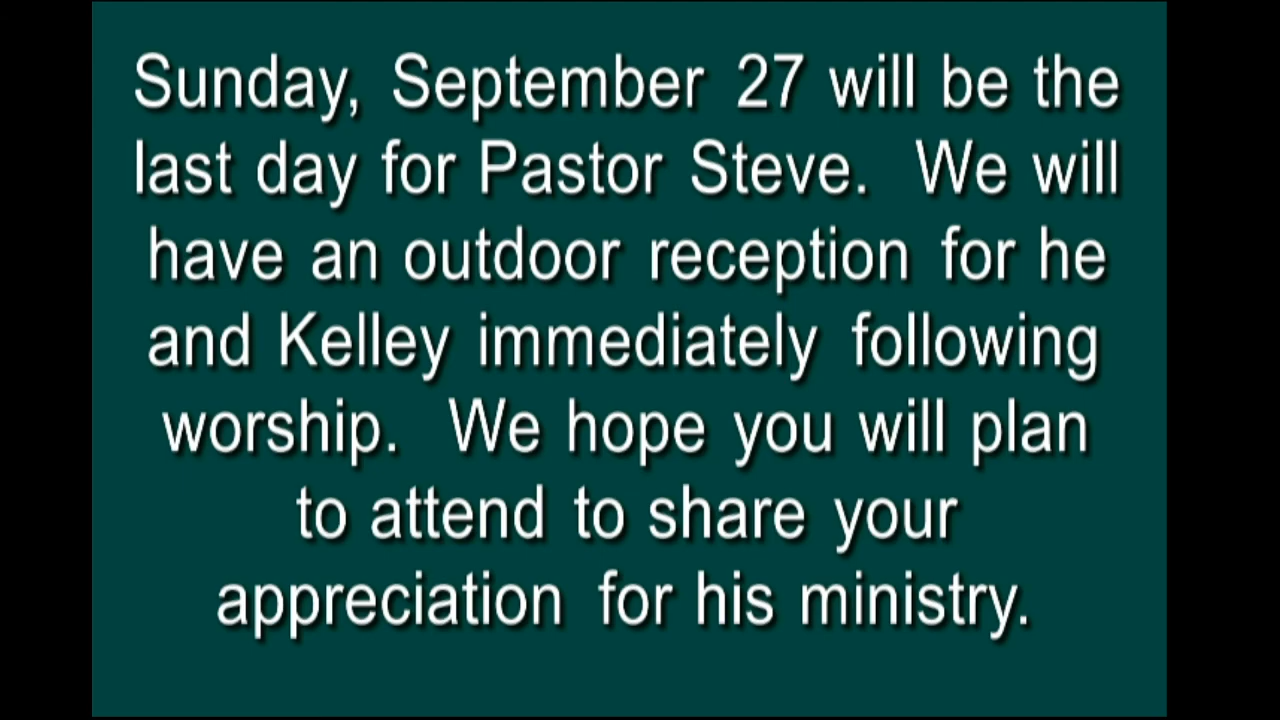 Sunday, September 27 will be the
last day for Pastor Steve. We will
have an outdoor reception for he
and Kelley immediately following
worship. We hope you will plan
to attend to share your
appreciation for his ministry.